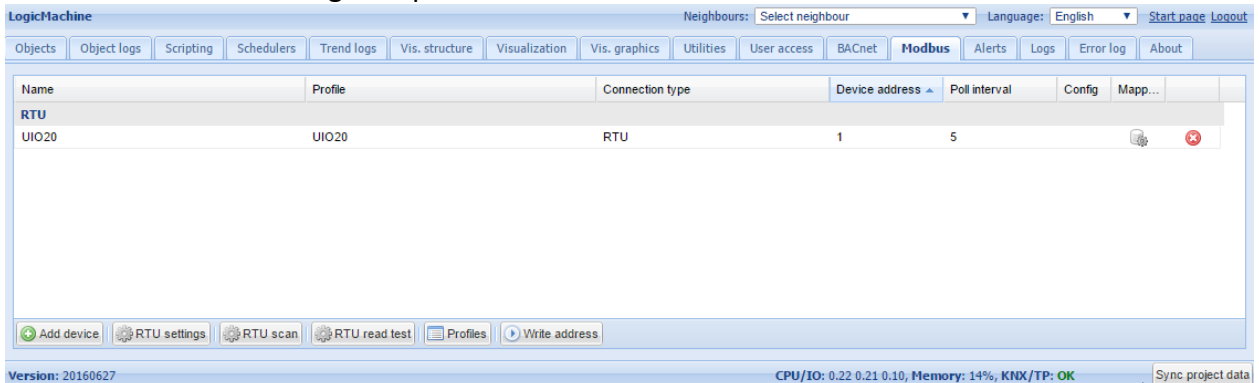 LogicMachine Neighbours: Select neighbour Language: English Start page Logout
Objects Object logs Scripting Schedulers Trend logs Vis. structure Visualization Vis. graphics Utilities User access BACnet Modbus Alerts Logs Error log About
Name Profile Connection type Device address Poll interval Config Mapp...
RTU
UIO20 UIO20 RTU 1 5
Add device RTU settings RTU scan RTU read test Profiles Write address
Version: 20160627 CPU/IO: 0.22 0.21 0.10, Memory: 14%, KNX/TP: OK Sync project data